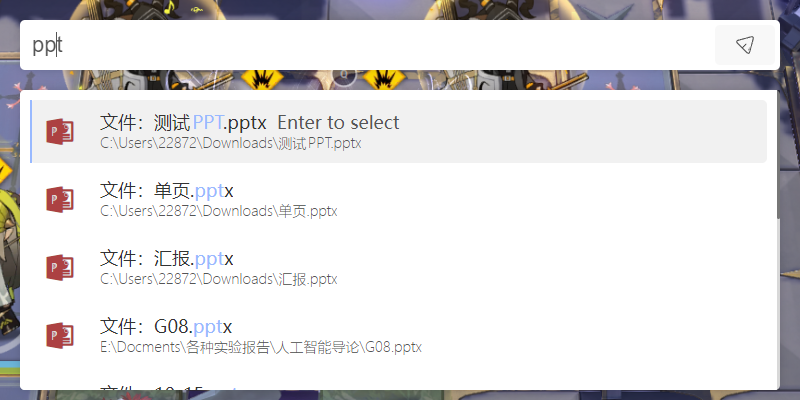 ppt
文件：测试PPT.pptx Enter to select
C:\Users\22872\Downloads\测试PPT.pptx
文件：单页.pptx
C:\Users\22872\Downloads\单页.pptx
文件：汇报.pptx
C:\Users\22872\Downloads\汇报.pptx
文件：G08.pptx
E:\Docments\各种实验报告\人工智能导论\G08.pptx